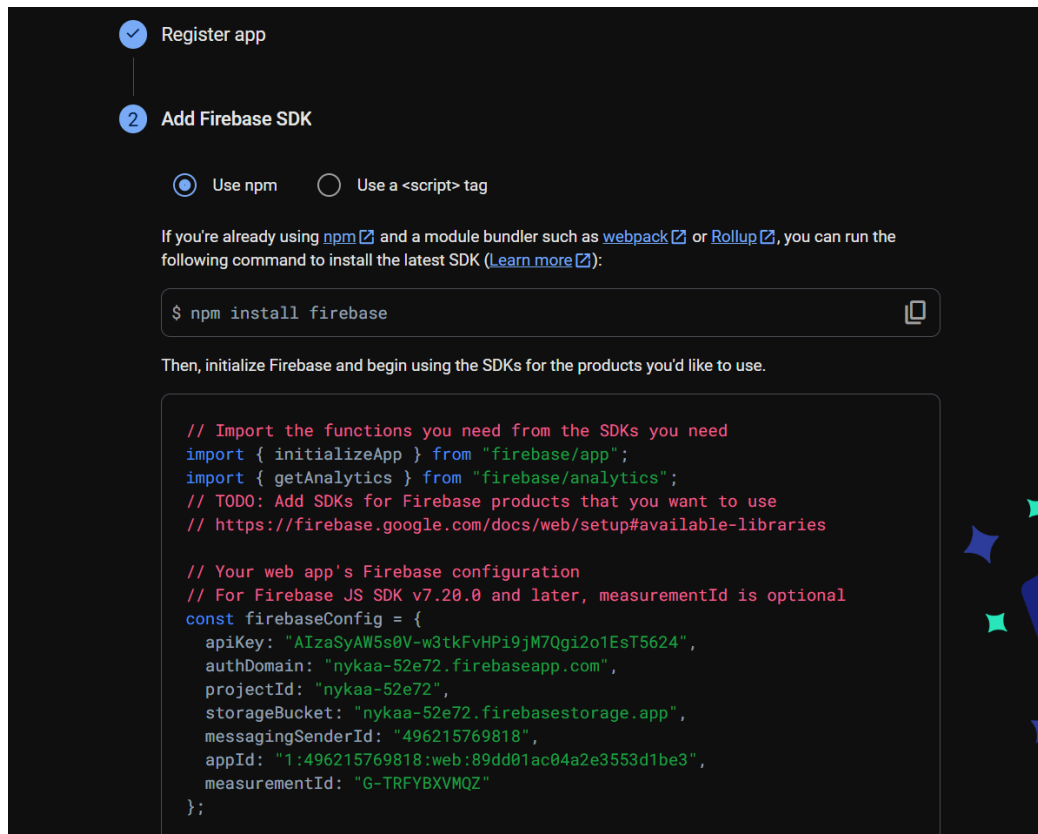 Register app
2 Add Firebase SDK
Use npm Use a <script> tag
If you're already using npm and a module bundler such as webpack or Rollup, you can run the
following command to install the latest SDK (Learn more):
$ npm install firebase
Then, initialize Firebase and begin using the SDKs for the products you'd like to use.
// Import the functions you need from the SDKs you need
import { initializeApp } from "firebase/app";
import { getAnalytics } from "firebase/analytics";
// TODO: Add SDKs for Firebase products that you want to use
// https://firebase.google.com/docs/web/setup#available-libraries
// Your web app's Firebase configuration
// For Firebase JS SDK v7.20.0 and later, measurementId is optional
const firebaseConfig = {
apiKey: "AIzaSyAW5s0V-w3tkFvHPi9jM7Qgi2o1EsT5624",
authDomain: "nykaa-52e72.firebaseapp.com",
projectId: "nykaa-52e72",
storageBucket: "nykaa-52e72.firebasestorage.app",
messagingSenderId: "496215769818",
appId: "1:496215769818:web:89dd01ac04a2e3553d1be3",
measurementId: "G-TRFYBXVMQZ"
};